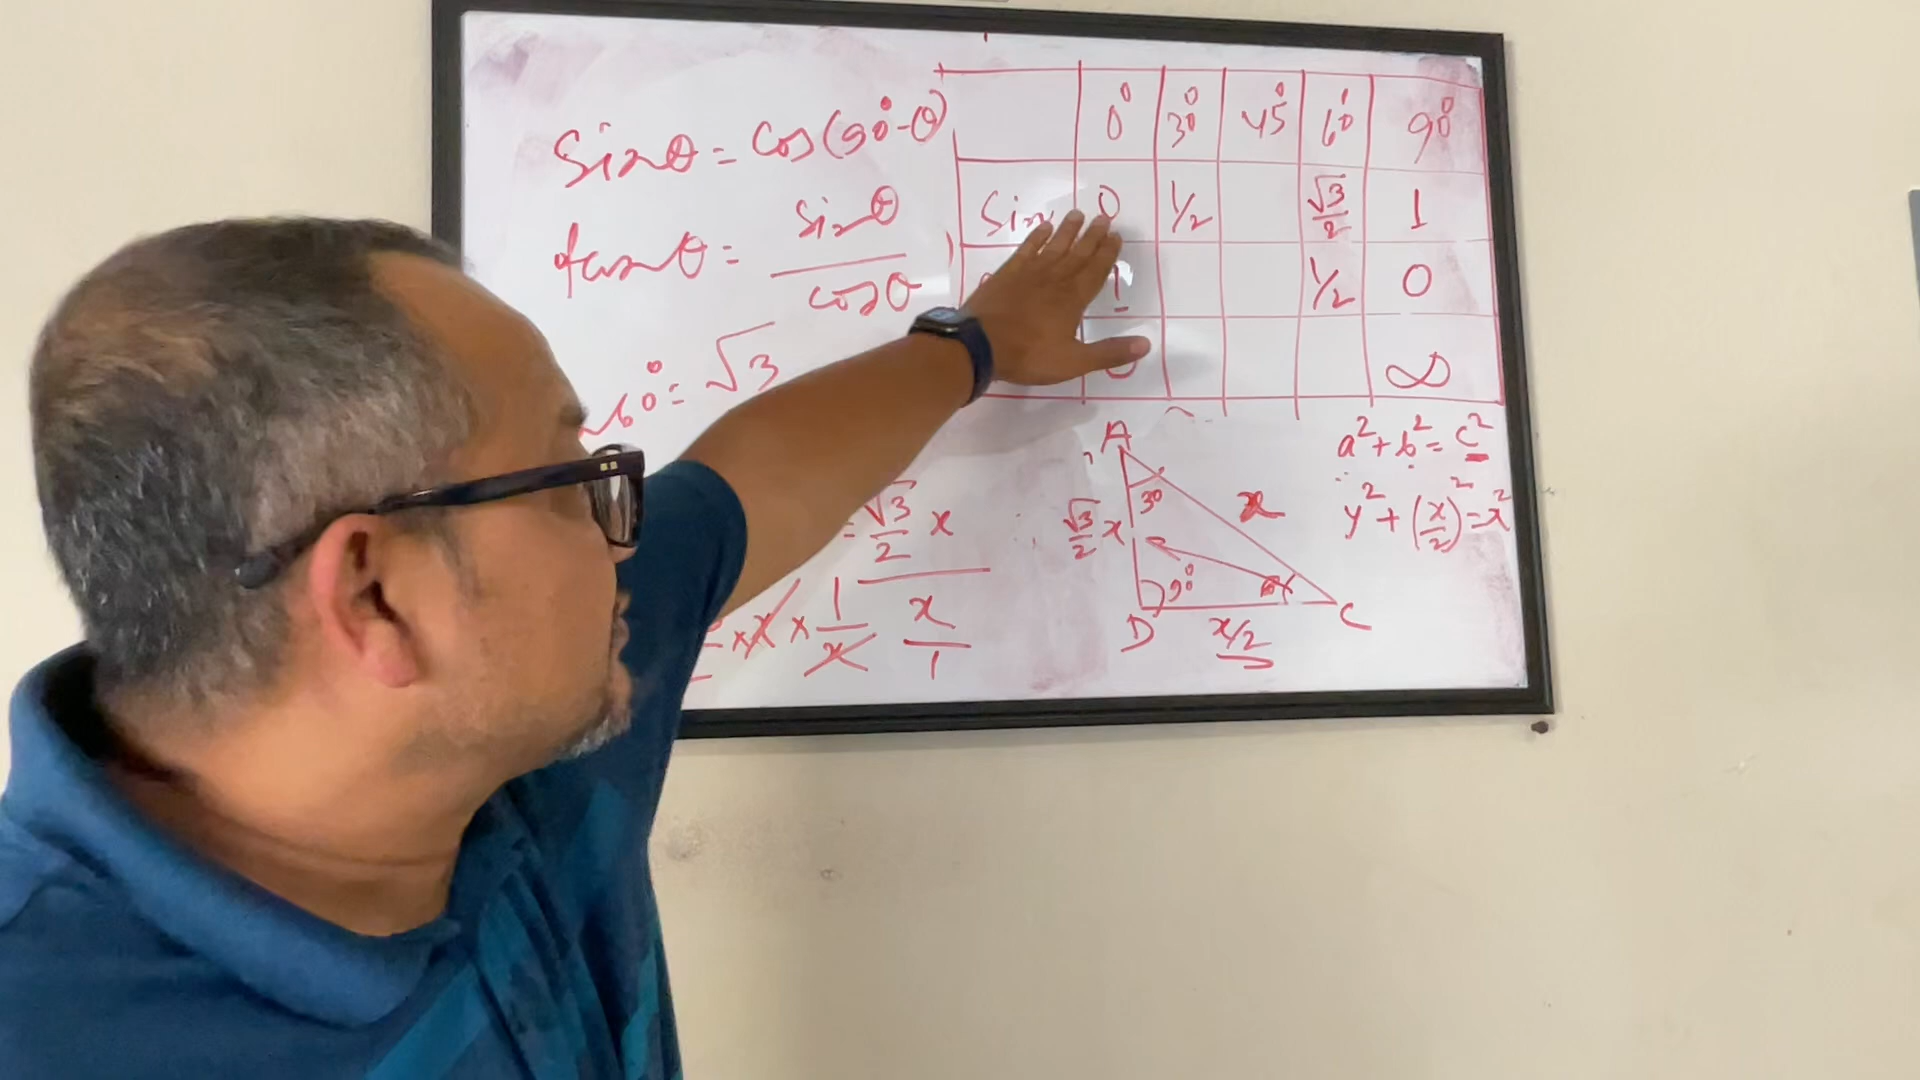 sinθ = cos(90°-θ)
tanθ = sinθ
cosθ
60° = √3
= √3/2 x
x x x 1/x
x
1
0° 30° 45° 60° 90°
Sin 0 1/2 √3/2 1
1 1/2 0
∞
A
30
√3/2 x
x
90°
D
x/2
C
a² + b² = c²
y² + (x/2)² = x²